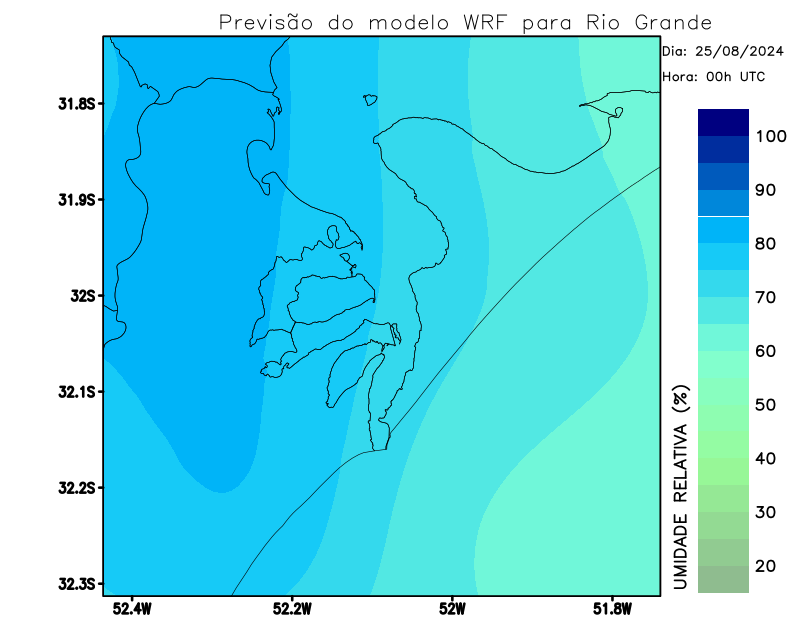 Previsão do modelo WRF para Rio Grande
Dia: 25/08/2024
Hora: 00h UTC
31.8S
31.9S
32S
32.1S
32.2S
32.3S
52.4W
52.2W
52W
51.8W
100
90
80
70
60
50
40
30
20
UMIDADE RELATIVA (%)